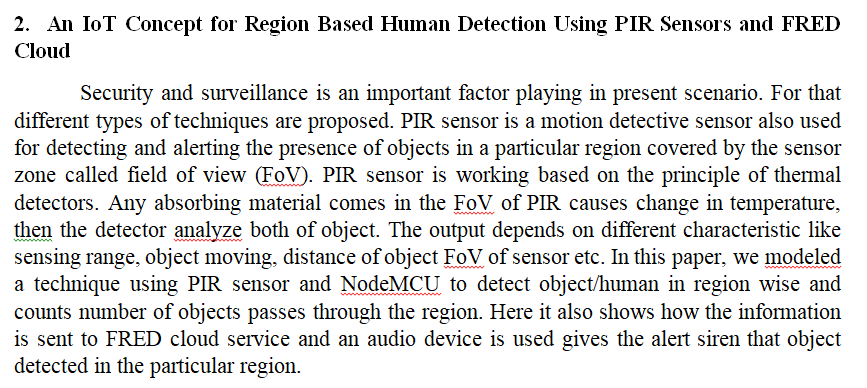 2. An IoT Concept for Region Based Human Detection Using PIR Sensors and FRED
Cloud
Security and surveillance is an important factor playing in present scenario. For that
different types of techniques are proposed. PIR sensor is a motion detective sensor also used
for detecting and alerting the presence of objects in a particular region covered by the sensor
zone called field of view (FoV). PIR sensor is working based on the principle of thermal
detectors. Any absorbing material comes in the FoV of PIR causes change in temperature,
then the detector analyze both of object. The output depends on different characteristic like
sensing range, object moving, distance of object FoV of sensor etc. In this paper, we modeled
a technique using PIR sensor and NodeMCU to detect object/human in region wise and
counts number of objects passes through the region. Here it also shows how the information
is sent to FRED cloud service and an audio device is used gives the alert siren that object
detected in the particular region.